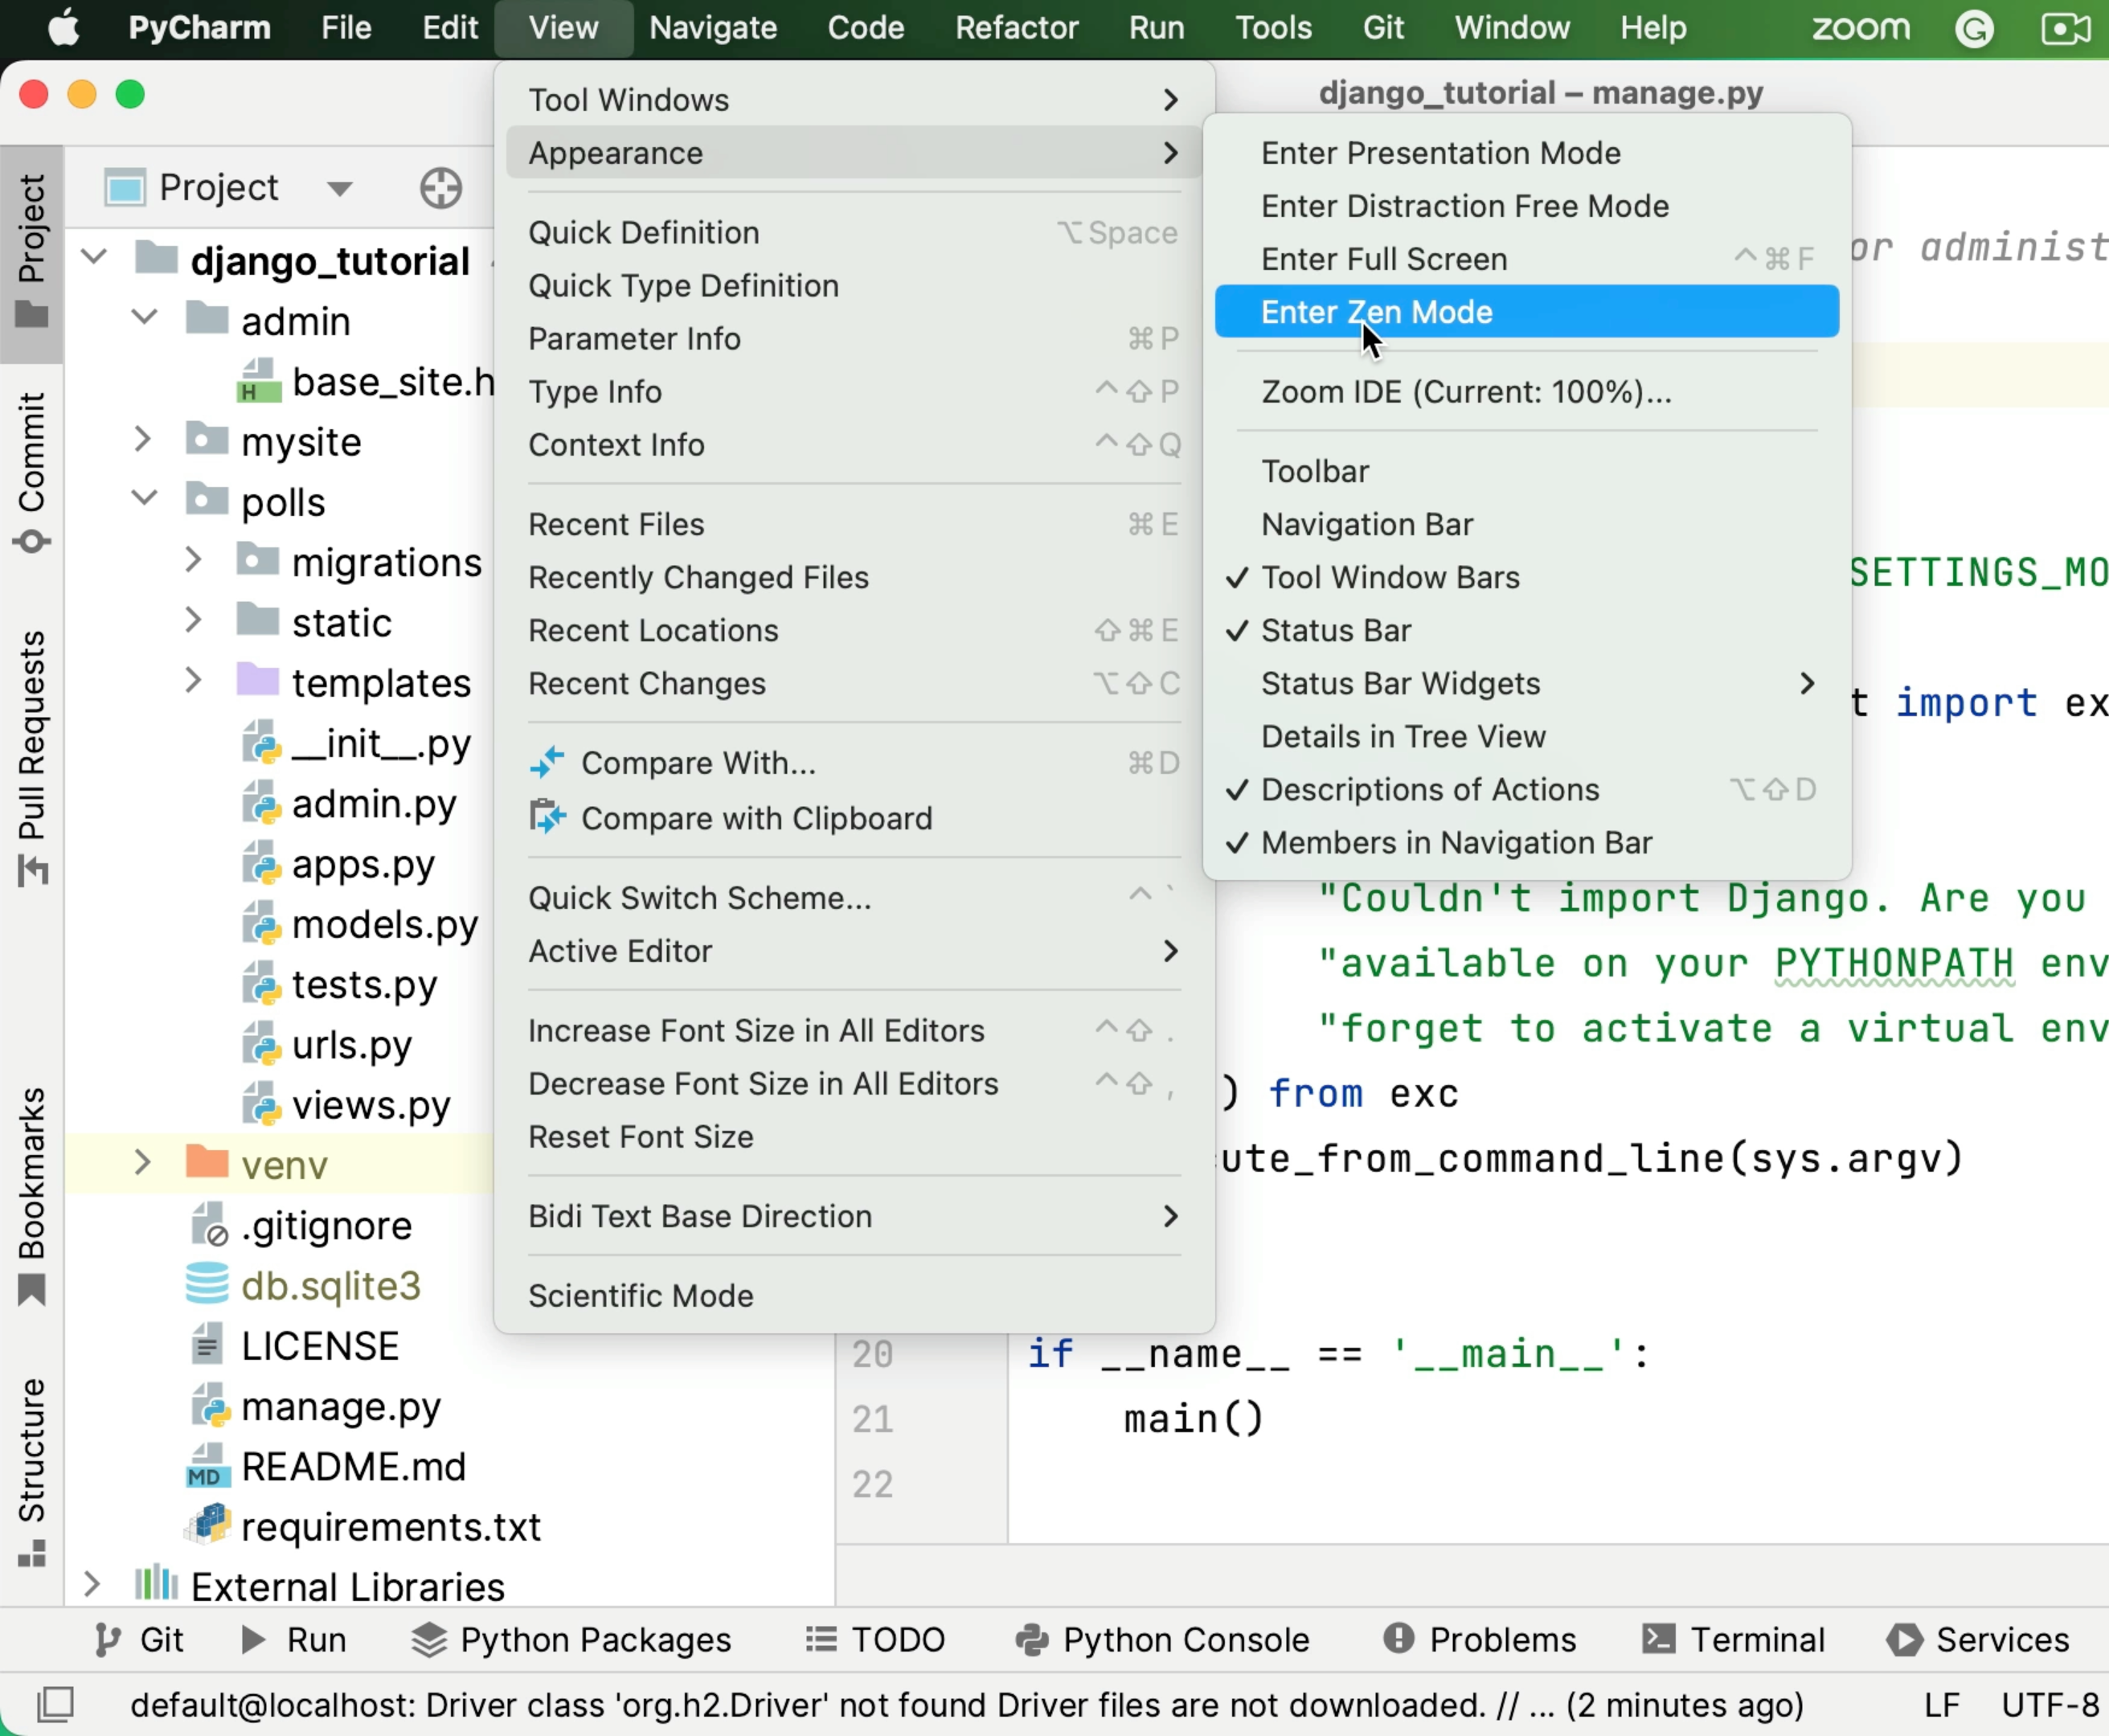 PyCharm File Edit View Navigate Code Refactor Run Tools Git Window Help zoom G
django_tutorial – manage.py
Project
Commit
Pull Requests
Bookmarks
Structure
Project
django_tutorial
admin
H base_site.h
mysite
polls
migrations
static
templates
__init__.py
admin.py
apps.py
models.py
tests.py
urls.py
views.py
venv
.gitignore
db.sqlite3
LICENSE
manage.py
MD README.md
requirements.txt
External Libraries
Tool Windows
Appearance
Quick Definition ⌥Space
Quick Type Definition
Parameter Info ⌘P
Type Info ^⇧P
Context Info ^⇧Q
Recent Files ⌘E
Recently Changed Files
Recent Locations ⇧⌘E
Recent Changes ⌥⇧C
Compare With... ⌘D
Compare with Clipboard
Quick Switch Scheme... ^`
Active Editor
Increase Font Size in All Editors ^⇧.
Decrease Font Size in All Editors ^⇧,
Reset Font Size
Bidi Text Base Direction
Scientific Mode
Enter Presentation Mode
Enter Distraction Free Mode
Enter Full Screen ^⌘F
Enter Zen Mode
Zoom IDE (Current: 100%)...
Toolbar
Navigation Bar
✓ Tool Window Bars
✓ Status Bar
Status Bar Widgets
Details in Tree View
✓ Descriptions of Actions ⌥⇧D
✓ Members in Navigation Bar
or administ
SETTINGS_MO
t import ex
"Couldn't import Django. Are you
"available on your PYTHONPATH env
"forget to activate a virtual env
) from exc
ute_from_command_line(sys.argv)
20 if __name__ == '__main__':
21 main()
22
Git Run Python Packages TODO Python Console Problems Terminal Services
default@localhost: Driver class 'org.h2.Driver' not found Driver files are not downloaded. // ... (2 minutes ago) LF UTF-8